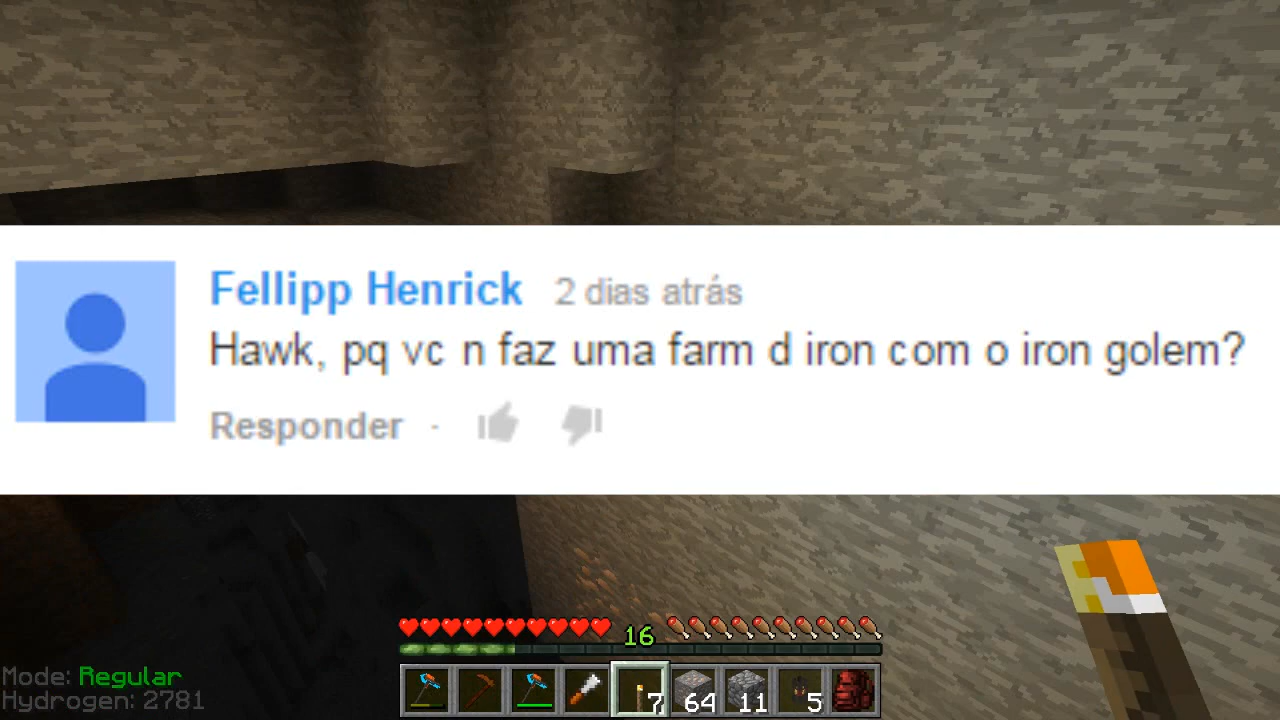 Fellipp Henrick 2 dias atrás
Hawk, pq vc n faz uma farm d iron com o iron golem?
Responder ·
16
Mode: Regular
Hydrogen: 2781
7 64 11 5